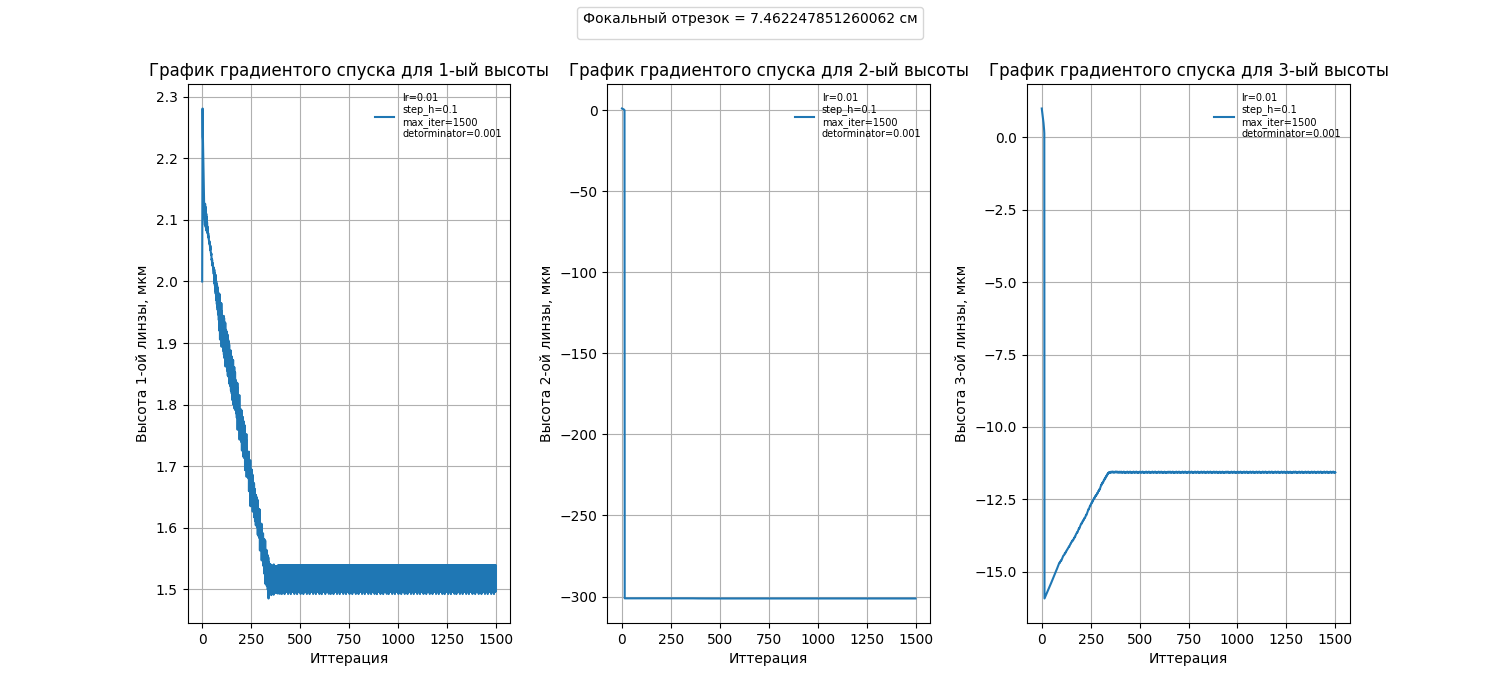 Фокальный отрезок = 7.462247851260062 см
График градиентого спуска для 1-ый высоты
lr=0.01
step_h=0.1
max_iter=1500
detorminator=0.001
2.3
2.2
2.1
2.0
1.9
1.8
1.7
1.6
1.5
Высота 1-ой линзы, мкм
0
250
500
750
1000
1250
1500
Иттерация
График градиентого спуска для 2-ый высоты
lr=0.01
step_h=0.1
max_iter=1500
detorminator=0.001
0
−50
−100
−150
−200
−250
−300
Высота 2-ой линзы, мкм
0
250
500
750
1000
1250
1500
Иттерация
График градиентого спуска для 3-ый высоты
lr=0.01
step_h=0.1
max_iter=1500
detorminator=0.001
0.0
−2.5
−5.0
−7.5
−10.0
−12.5
−15.0
Высота 3-ой линзы, мкм
0
250
500
750
1000
1250
1500
Иттерация